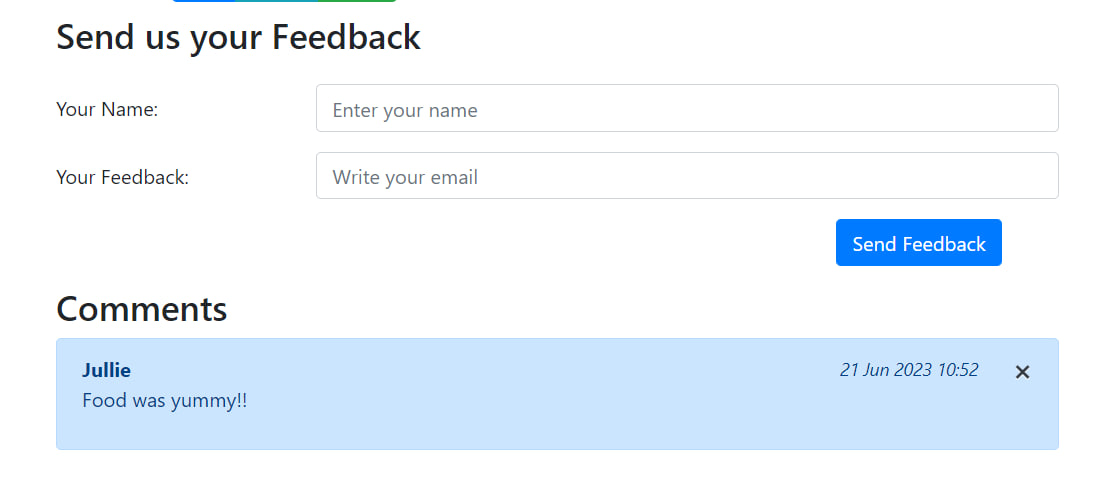 Send us your Feedback
Your Name: Enter your name
Your Feedback: Write your email
Send Feedback
Comments
Jullie 21 Jun 2023 10:52 ×
Food was yummy!!